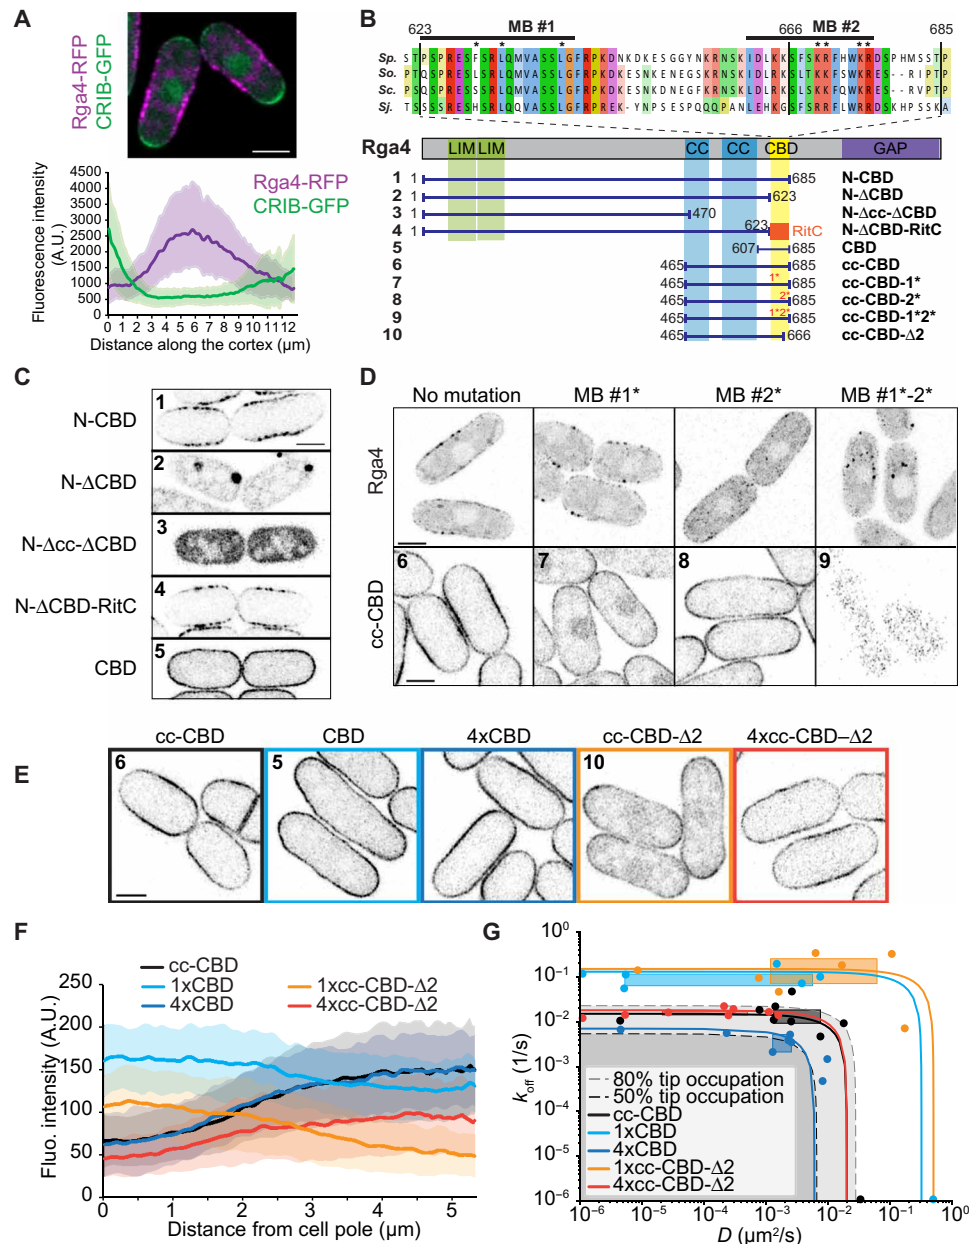 A
Rga4-RFP
CRIB-GFP
Fluorescence intensity (A.U.)
4500
4000
3500
3000
2500
2000
1500
1000
500
0
Rga4-RFP
CRIB-GFP
0 1 2 3 4 5 6 7 8 9 10 11 12
Distance along the cortex (µm)
B
623 MB #1 666 MB #2 685
* * * ** **
Sp. STPSPRESFSRLQMVASSLGFRPKDNKDESGGYNKRNSKIDLKKSFSKRFHWKRDSPHMSSTP
So.
Sc.
Sj.
Rga4 LIM LIM CC CC CBD GAP
1 1 685 N-CBD
2 1 623 N-ΔCBD
3 1 470 N-Δcc-ΔCBD
4 1 623 RitC N-ΔCBD-RitC
5 607 685 CBD
6 465 685 cc-CBD
7 465 1* 685 cc-CBD-1*
8 465 2* 685 cc-CBD-2*
9 465 1*2* 685 cc-CBD-1*2*
10 465 666 cc-CBD-Δ2
C
N-CBD 1
N-ΔCBD 2
N-Δcc-ΔCBD 3
N-ΔCBD-RitC 4
CBD 5
D
No mutation MB #1* MB #2* MB #1*-2*
Rga4
cc-CBD
6 7 8 9
E
cc-CBD CBD 4xCBD cc-CBD-Δ2 4xcc-CBD–Δ2
6 5 10
F
cc-CBD
1xCBD
4xCBD
1xcc-CBD-Δ2
4xcc-CBD-Δ2
Fluo. intensity (A.U.)
250
200
150
100
50
0
0 1 2 3 4 5
Distance from cell pole (µm)
G
k off (1/s)
10^0
10^-1
10^-2
10^-3
10^-4
10^-5
10^-6
80% tip occupation
50% tip occupation
cc-CBD
1xCBD
4xCBD
1xcc-CBD-Δ2
4xcc-CBD-Δ2
10^-6 10^-5 10^-4 10^-3 10^-2 10^-1 10^0
D (µm²/s)